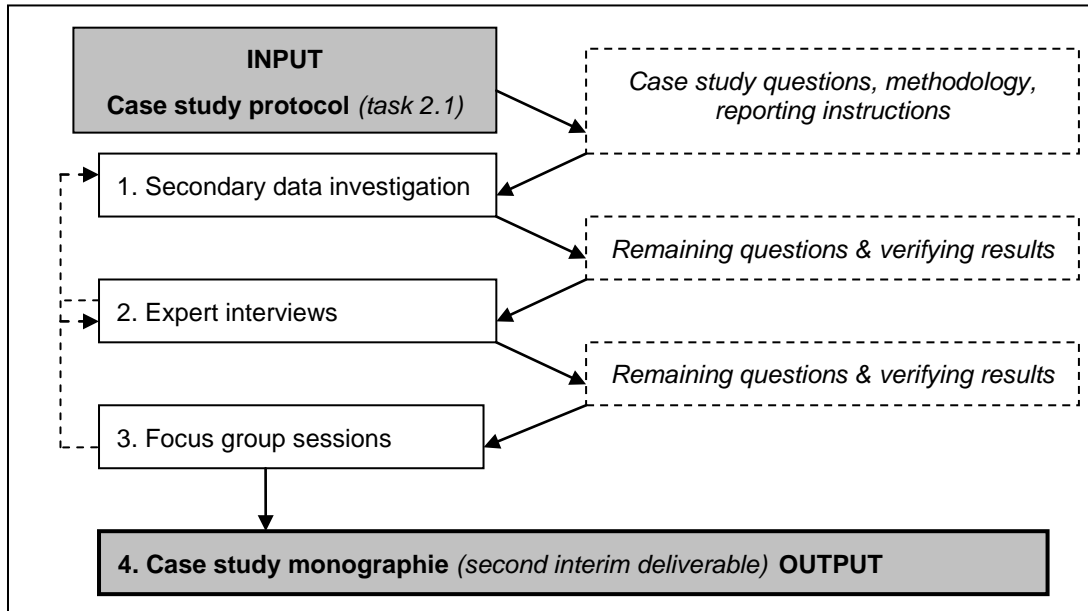 INPUT
Case study protocol (task 2.1)
Case study questions, methodology,
reporting instructions
1. Secondary data investigation
Remaining questions & verifying results
2. Expert interviews
Remaining questions & verifying results
3. Focus group sessions
4. Case study monographie (second interim deliverable) OUTPUT